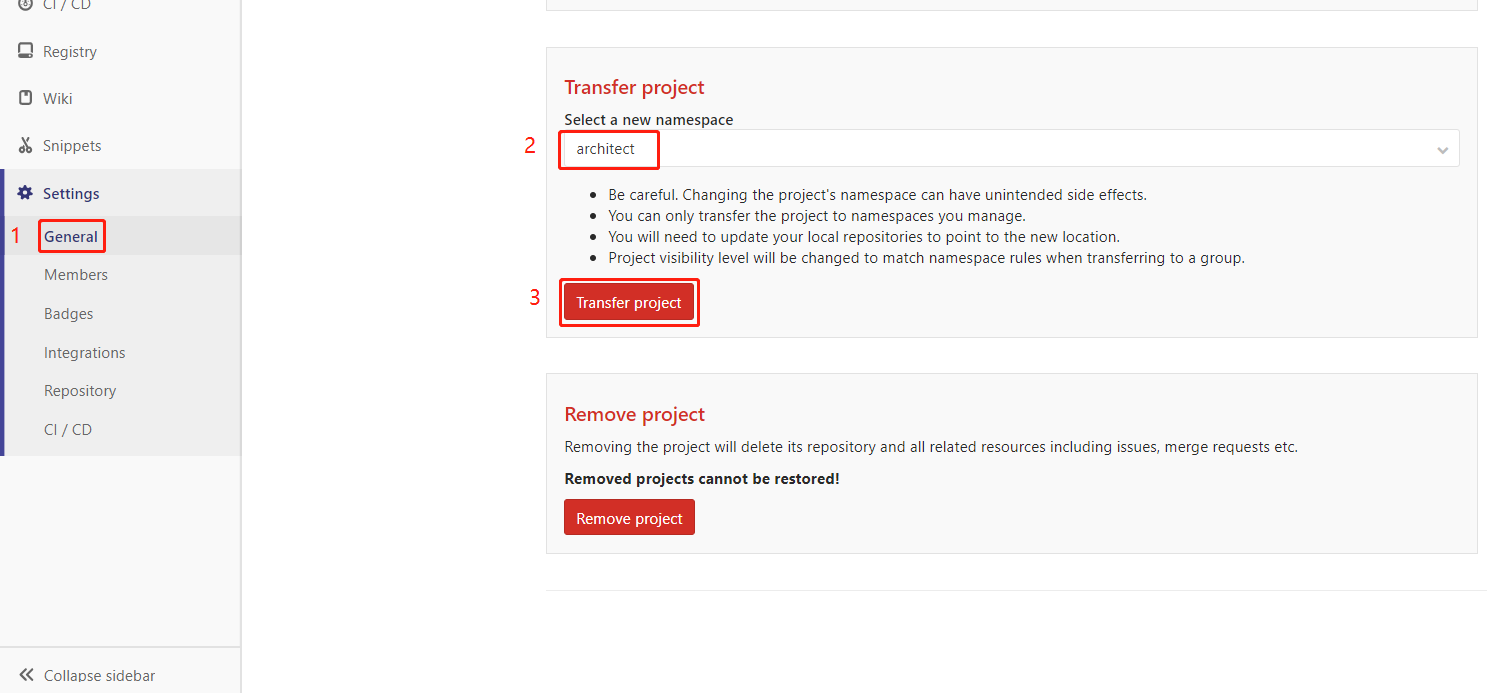 CI / CD
Registry
Wiki
Snippets
Settings
1
General
Members
Badges
Integrations
Repository
CI / CD
Collapse sidebar
Transfer project
Select a new namespace
2
architect
Be careful. Changing the project's namespace can have unintended side effects.
You can only transfer the project to namespaces you manage.
You will need to update your local repositories to point to the new location.
Project visibility level will be changed to match namespace rules when transferring to a group.
3
Transfer project
Remove project
Removing the project will delete its repository and all related resources including issues, merge requests etc.
Removed projects cannot be restored!
Remove project